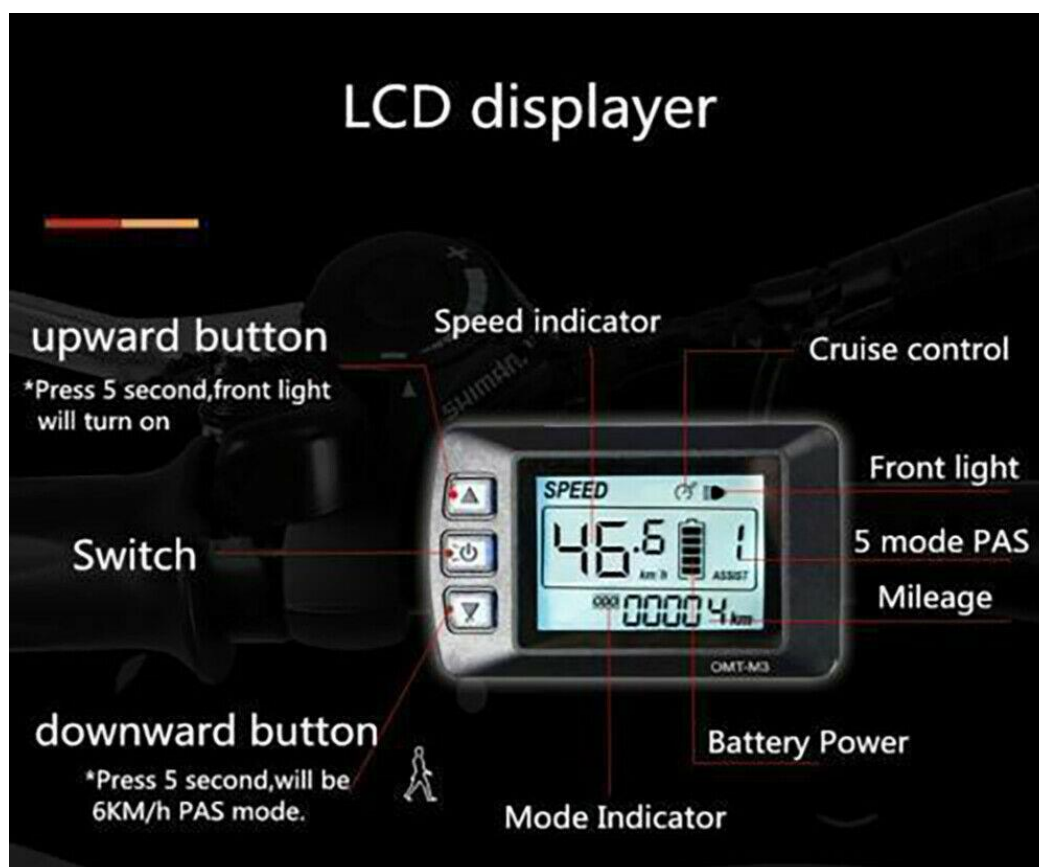 LCD displayer
upward button
*Press 5 second,front light
will turn on
Speed indicator
Cruise control
Front light
5 mode PAS
Mileage
Switch
SPEED
46.6
km h
1
ASSIST
ODO
00004 km
OMT-M3
downward button
*Press 5 second,will be
6KM/h PAS mode.
Battery Power
Mode Indicator